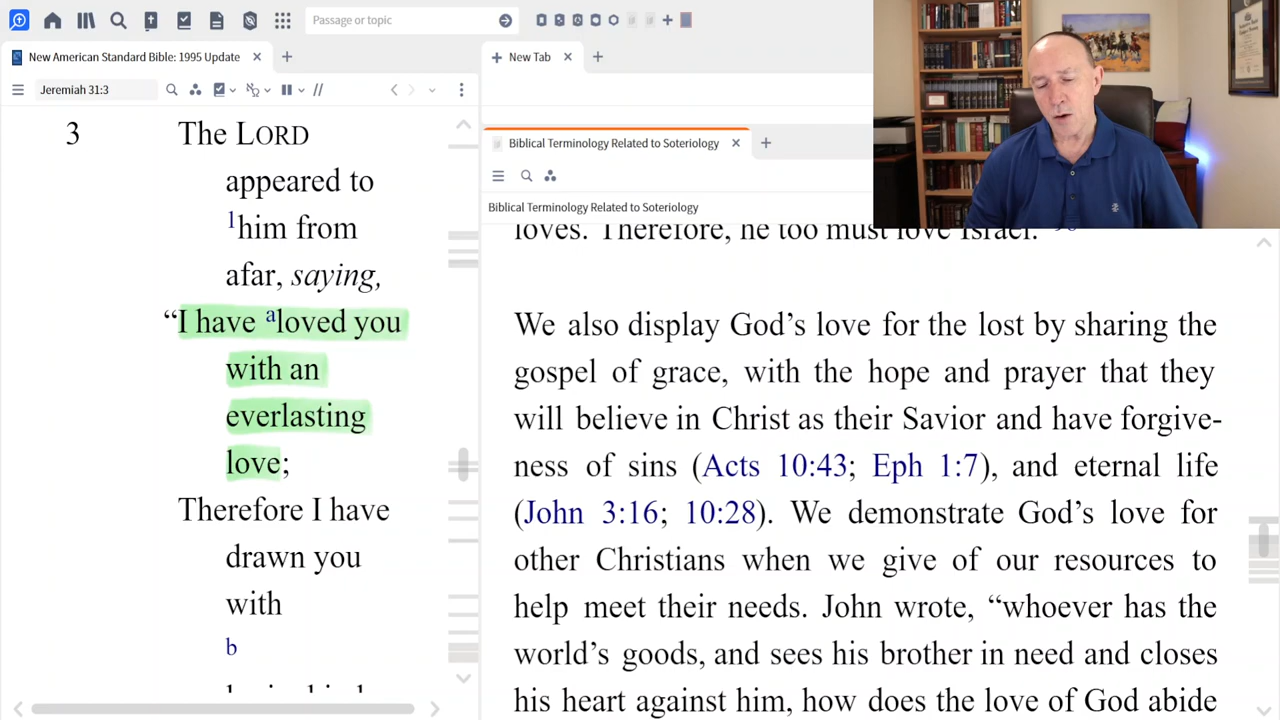 Passage or topic
New American Standard Bible: 1995 Update
New Tab
Jeremiah 31:3
Biblical Terminology Related to Soteriology
Biblical Terminology Related to Soteriology
3 The LORD
appeared to
1him from
afar, saying,
“I have aloved you
with an
everlasting
love;
Therefore I have
drawn you
with
b
loves. Therefore, he too must love Israel.”
We also display God’s love for the lost by sharing the
gospel of grace, with the hope and prayer that they
will believe in Christ as their Savior and have forgive-
ness of sins (Acts 10:43; Eph 1:7), and eternal life
(John 3:16; 10:28). We demonstrate God’s love for
other Christians when we give of our resources to
help meet their needs. John wrote, “whoever has the
world’s goods, and sees his brother in need and closes
his heart against him, how does the love of God abide